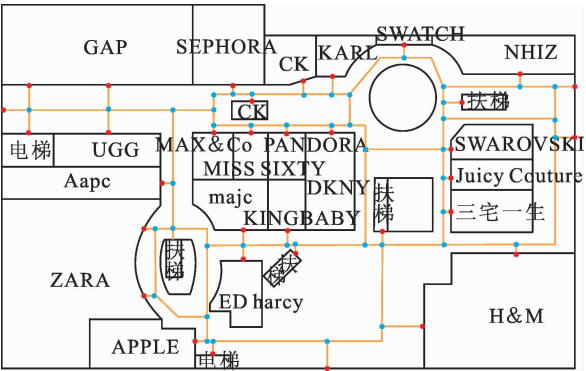 SWATCH
GAP
SEPHORA
KARL
NHIZ
CK
扶梯
CK
电梯
UGG
MAX&Co
PANDORA
SWAROVSKI
MISS SIXTY
Aapc
majc
DKNY
扶梯
Juicy Couture
KINGBABY
三宅一生
扶梯
扶梯
ZARA
ED harcy
H&M
APPLE
电梯